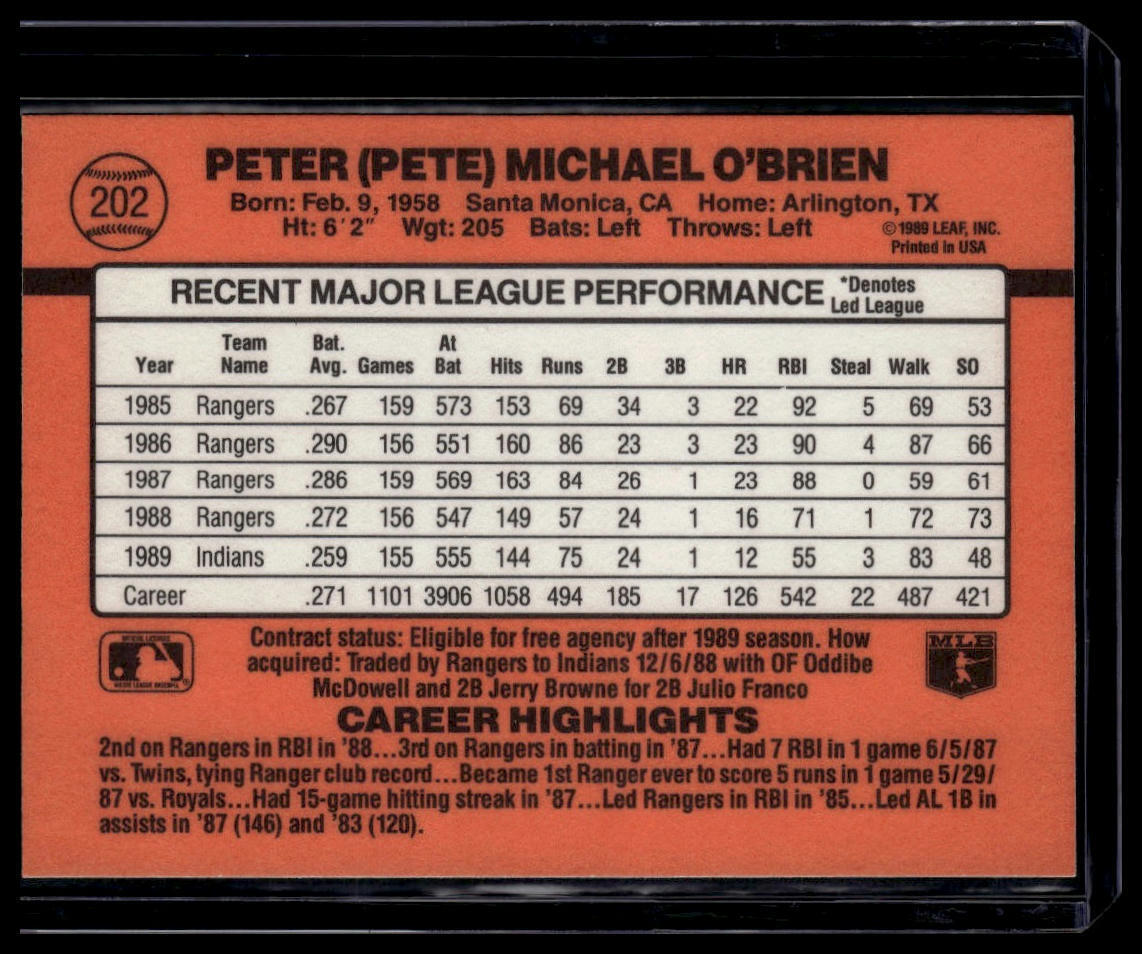 202
PETER (PETE) MICHAEL O'BRIEN
Born: Feb. 9, 1958 Santa Monica, CA Home: Arlington, TX
Ht: 6'2" Wgt: 205 Bats: Left Throws: Left
©1989 LEAF, INC.
Printed in USA
RECENT MAJOR LEAGUE PERFORMANCE *Denotes
Led League
Year Team Name Bat. Avg. Games At Bat Hits Runs 2B 3B HR RBI Steal Walk SO
1985 Rangers .267 159 573 153 69 34 3 22 92 5 69 53
1986 Rangers .290 156 551 160 86 23 3 23 90 4 87 66
1987 Rangers .286 159 569 163 84 26 1 23 88 0 59 61
1988 Rangers .272 156 547 149 57 24 1 16 71 1 72 73
1989 Indians .259 155 555 144 75 24 1 12 55 3 83 48
Career .271 1101 3906 1058 494 185 17 126 542 22 487 421
Contract status: Eligible for free agency after 1989 season. How
acquired: Traded by Rangers to Indians 12/6/88 with OF Oddibe
McDowell and 2B Jerry Browne for 2B Julio Franco
MLB
CAREER HIGHLIGHTS
2nd on Rangers in RBI in '88...3rd on Rangers in batting in '87...Had 7 RBI in 1 game 6/5/87
vs. Twins, tying Ranger club record...Became 1st Ranger ever to score 5 runs in 1 game 5/29/
87 vs. Royals...Had 15-game hitting streak in '87...Led Rangers in RBI in '85...Led AL 1B in
assists in '87 (146) and '83 (120).